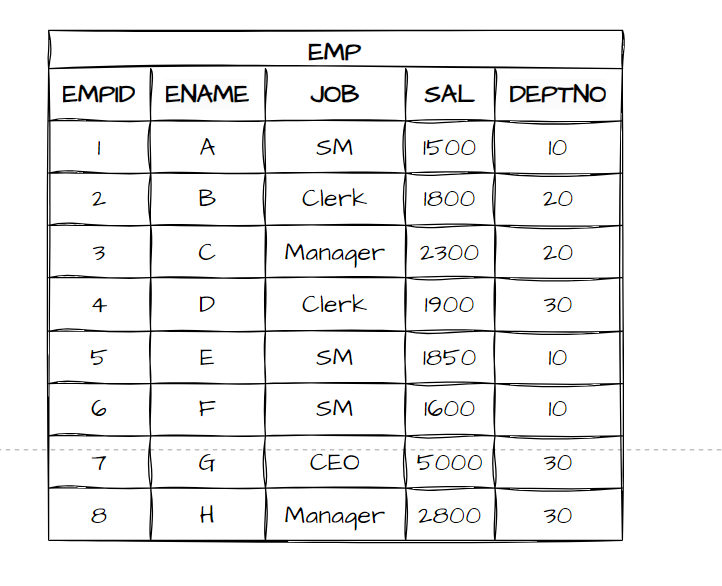 EMP
EMPID ENAME JOB SAL DEPTNO
1 A SM 1500 10
2 B Clerk 1800 20
3 C Manager 2300 20
4 D Clerk 1900 30
5 E SM 1850 10
6 F SM 1600 10
7 G CEO 5000 30
8 H Manager 2800 30